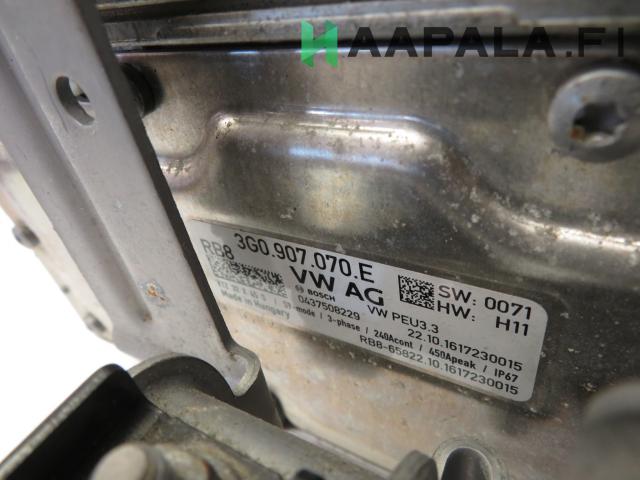 HAAPALA.FI
RB8
3G0.907.070.E
VW AG
SW: 0071
HW: H11
BOSCH
VW PEU3.3
0437508229
22.10.1617230015
Made in Hungary
mode / 3-phase / 240Acont / 450Apeak / IP67
RB8-65822.10.1617230015